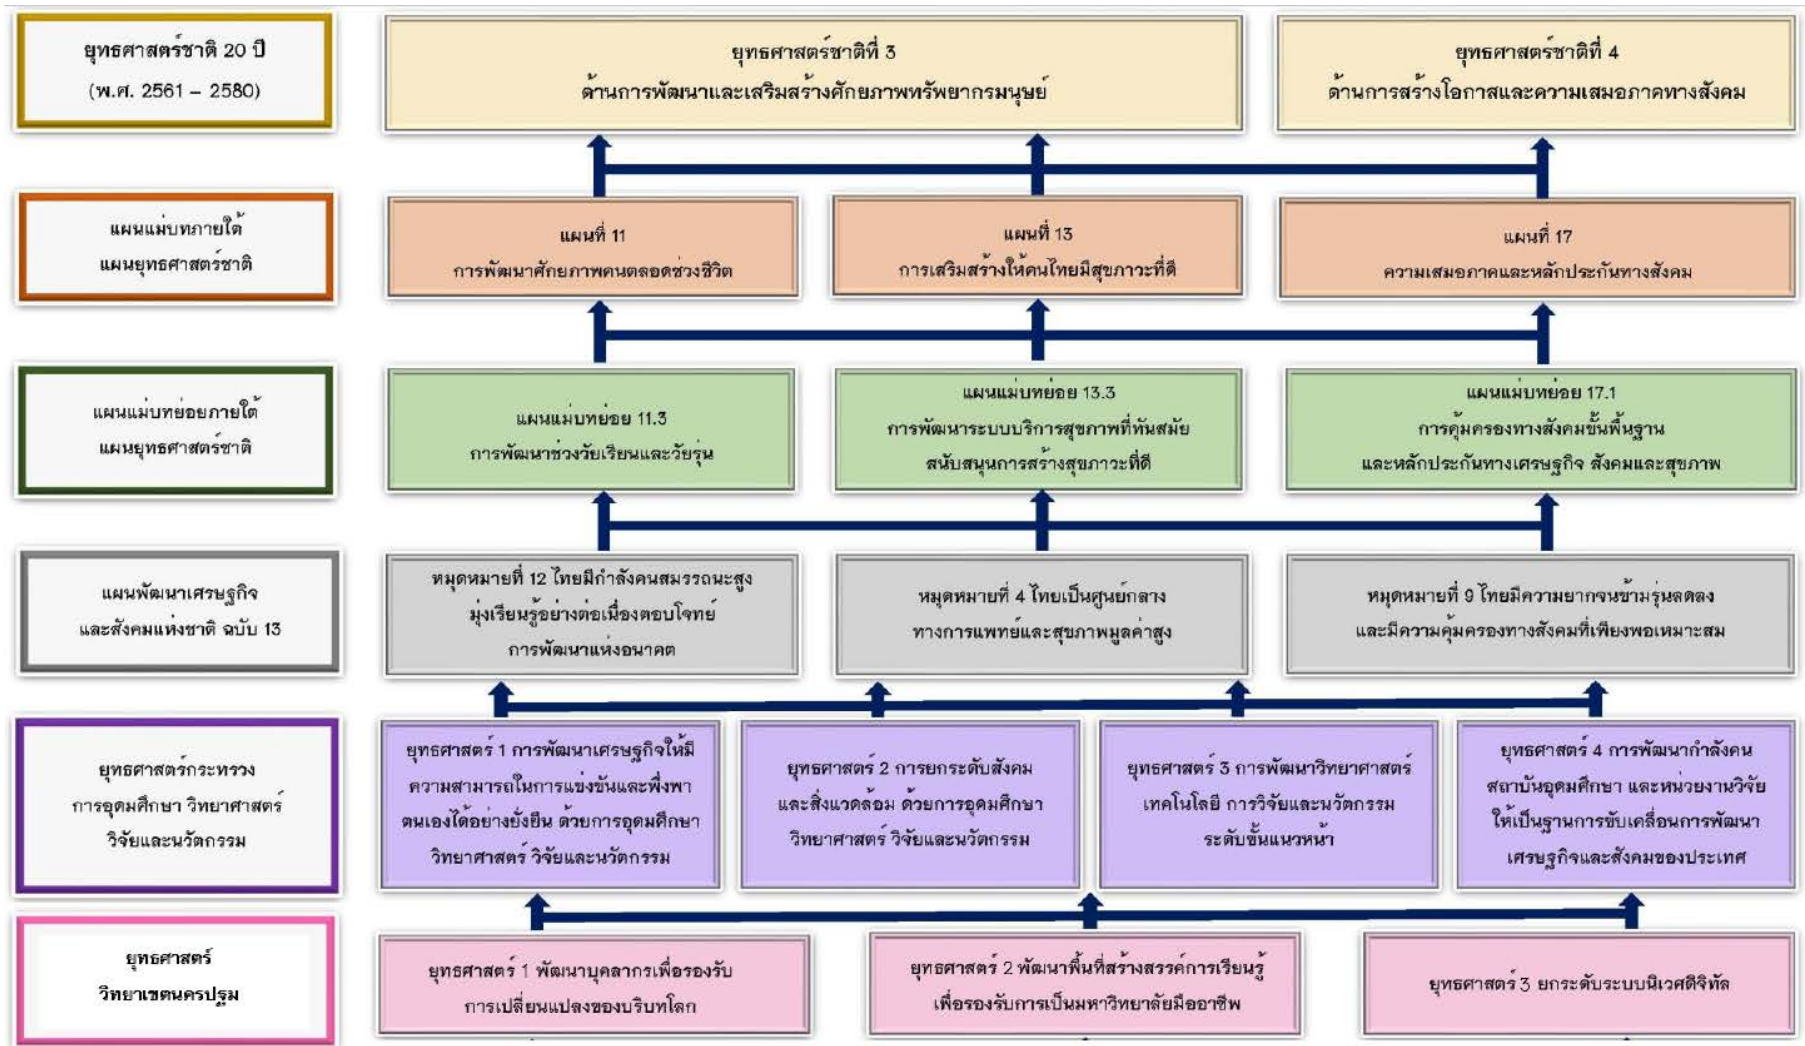 ยุทธศาสตร์ชาติ 20 ปี
(พ.ศ. 2561 – 2580)
ยุทธศาสตร์ชาติที่ 3
ด้านการพัฒนาและเสริมสร้างศักยภาพทรัพยากรมนุษย์
ยุทธศาสตร์ชาติที่ 4
ด้านการสร้างโอกาสและความเสมอภาคทางสังคม
แผนแม่บทภายใต้
แผนยุทธศาสตร์ชาติ
แผนที่ 11
การพัฒนาศักยภาพคนตลอดช่วงชีวิต
แผนที่ 13
การเสริมสร้างให้คนไทยมีสุขภาวะที่ดี
แผนที่ 17
ความเสมอภาคและหลักประกันทางสังคม
แผนแม่บทย่อยภายใต้
แผนยุทธศาสตร์ชาติ
แผนแม่บทย่อย 11.3
การพัฒนาช่วงวัยเรียนและวัยรุ่น
แผนแม่บทย่อย 13.3
การพัฒนาระบบบริการสุขภาพที่ทันสมัย
สนับสนุนการสร้างสุขภาวะที่ดี
แผนแม่บทย่อย 17.1
การคุ้มครองทางสังคมขั้นพื้นฐาน
และหลักประกันทางเศรษฐกิจ สังคมและสุขภาพ
แผนพัฒนาเศรษฐกิจ
และสังคมแห่งชาติ ฉบับ 13
หมุดหมายที่ 12 ไทยมีกำลังคนสมรรถนะสูง
มุ่งเรียนรู้อย่างต่อเนื่องตอบโจทย์
การพัฒนาแห่งอนาคต
หมุดหมายที่ 4 ไทยเป็นศูนย์กลาง
ทางการแพทย์และสุขภาพมูลค่าสูง
หมุดหมายที่ 9 ไทยมีความยากจนข้ามรุ่นลดลง
และมีความคุ้มครองทางสังคมที่เพียงพอเหมาะสม
ยุทธศาสตร์กระทรวง
การอุดมศึกษา วิทยาศาสตร์
วิจัยและนวัตกรรม
ยุทธศาสตร์ 1 การพัฒนาเศรษฐกิจให้มี
ความสามารถในการแข่งขันและพึ่งพา
ตนเองได้อย่างยั่งยืน ด้วยการอุดมศึกษา
วิทยาศาสตร์ วิจัยและนวัตกรรม
ยุทธศาสตร์ 2 การยกระดับสังคม
และสิ่งแวดล้อม ด้วยการอุดมศึกษา
วิทยาศาสตร์ วิจัยและนวัตกรรม
ยุทธศาสตร์ 3 การพัฒนาวิทยาศาสตร์
เทคโนโลยี การวิจัยและนวัตกรรม
ระดับขั้นแนวหน้า
ยุทธศาสตร์ 4 การพัฒนากำลังคน
สถาบันอุดมศึกษา และหน่วยงานวิจัย
ให้เป็นฐานการขับเคลื่อนการพัฒนา
เศรษฐกิจและสังคมของประเทศ
ยุทธศาสตร์
วิทยาเขตนครปฐม
ยุทธศาสตร์ 1 พัฒนาบุคลากรเพื่อรองรับ
การเปลี่ยนแปลงของบริบทโลก
ยุทธศาสตร์ 2 พัฒนาพื้นที่สร้างสรรค์การเรียนรู้
เพื่อรองรับการเป็นมหาวิทยาลัยมืออาชีพ
ยุทธศาสตร์ 3 ยกระดับระบบนิเวศดิจิทัล